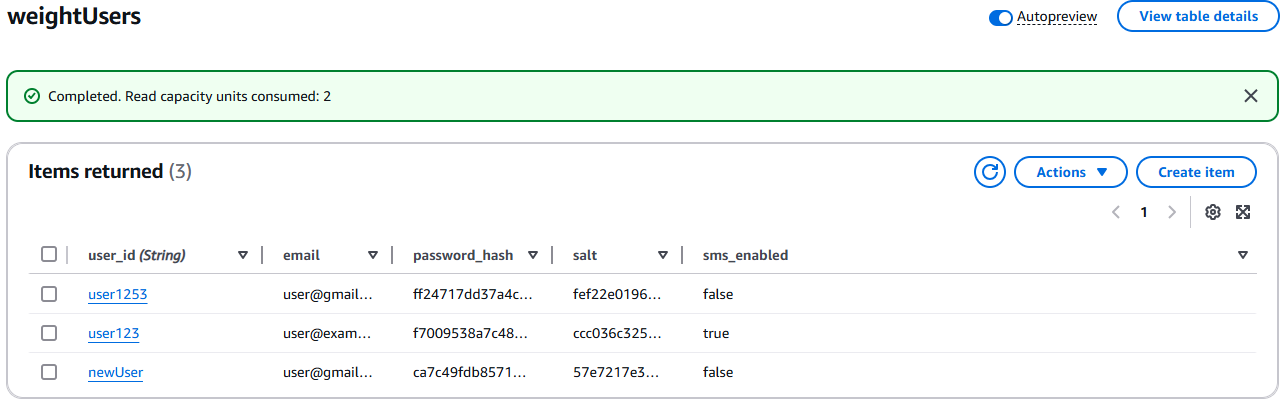 weightUsers
Autopreview
View table details
Completed. Read capacity units consumed: 2
Items returned (3)
Actions
Create item
1
user_id (String) email password_hash salt sms_enabled
user1253 user@gmail... ff24717dd37a4c... fef22e0196... false
user123 user@exam... f7009538a7c48... ccc036c325... true
newUser user@gmail... ca7c49fdb8571... 57e7217e3... false